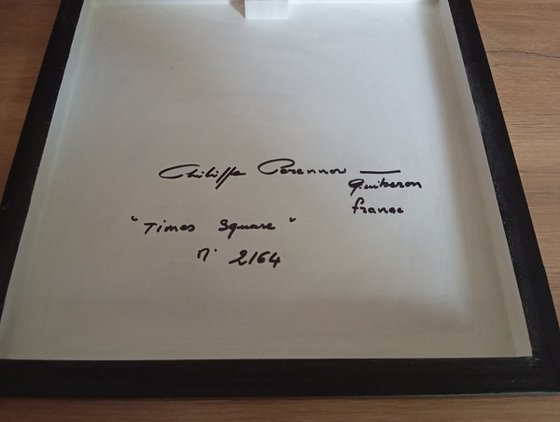 Philippe Perennou —
Quiberon
France
"Times Square"
N° 2164